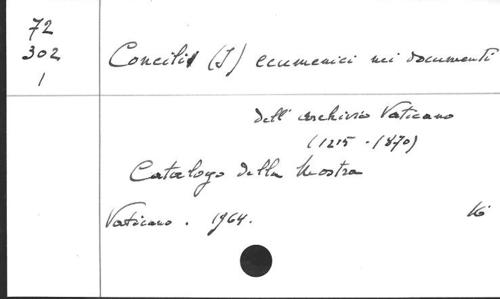 72
302
1
Concilii (I) ecumenici nei documenti
dell' archivio Vaticano
(1215 - 1870)
Catalogo della Mostra
Vaticano. 1964.